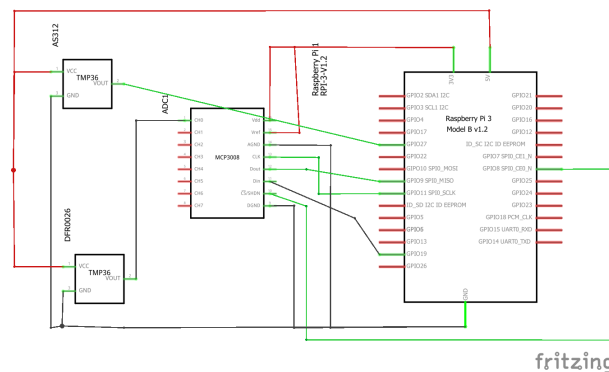 AS312
VCC
TMP36
VOUT
GND
ADC1
CH0
CH1
CH2
CH3
CH4
CH5
CH6
CH7
MCP3008
Vdd
Vref
AGND
CLK
Dout
Din
CS/SHDN
DGND
DFR0026
VCC
TMP36
VOUT
GND
Raspberry Pi 1
RPI-3-V1.2
3V3
5V
Raspberry Pi 3
Model B v1.2
GPIO2 SDA1 I2C
GPIO3 SCL1 I2C
GPIO4
GPIO17
GPIO27
GPIO22
GPIO10 SPI0_MOSI
GPIO9 SPI0_MISO
GPIO11 SPI0_SCLK
ID_SD I2C ID EEPROM
GPIO5
GPIO6
GPIO13
GPIO19
GPIO26
GPIO21
GPIO20
GPIO16
GPIO12
ID_SC I2C ID EEPROM
GPIO7 SPI0_CE1_N
GPIO8 SPI0_CE0_N
GPIO25
GPIO24
GPIO23
GPIO18 PCM_CLK
GPIO15 UART0_RXD
GPIO14 UART0_TXD
GND
fritzing